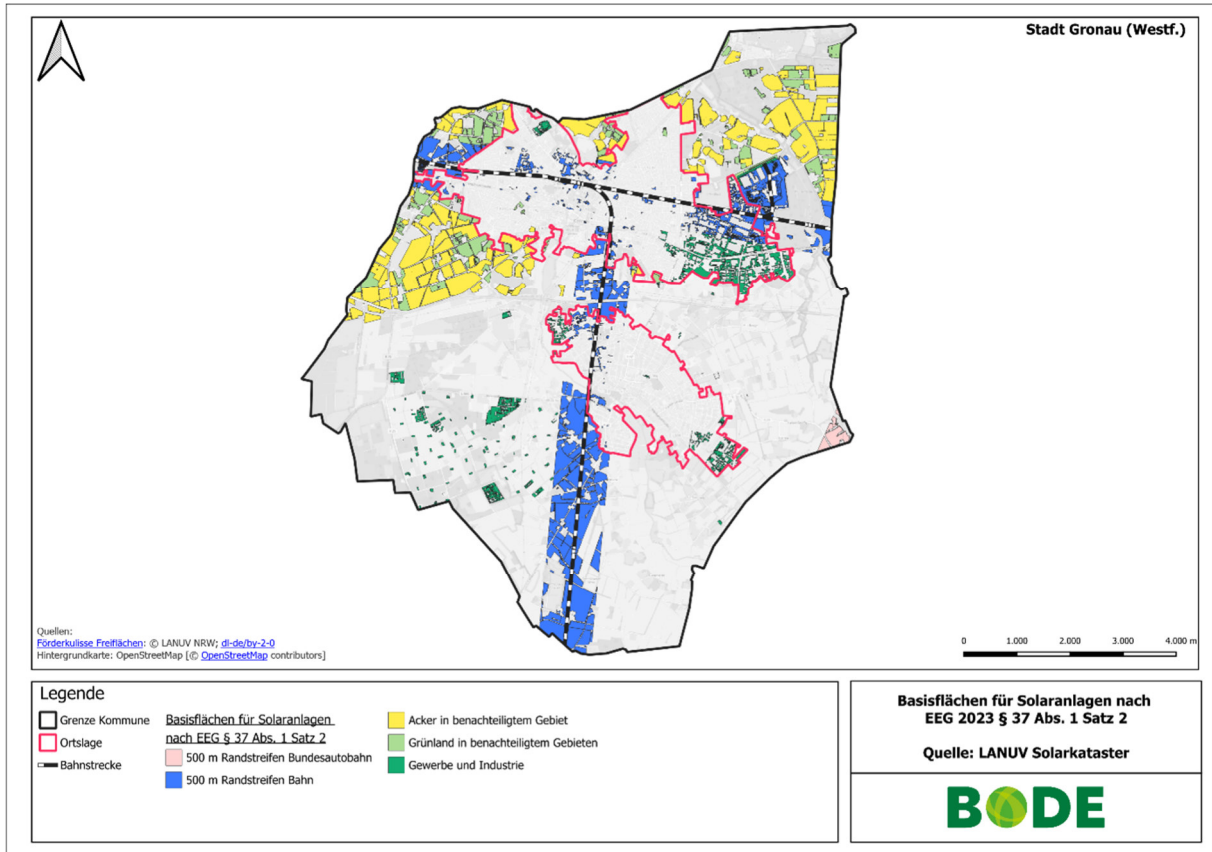 Stadt Gronau (Westf.)
Quellen:
Förderkulisse Freiflächen: © LANUV NRW; dl-de/by-2-0
Hintergrundkarte: OpenStreetMap [© OpenStreetMap contributors]
0 1.000 2.000 3.000 4.000 m
Legende
Grenze Kommune
Ortslage
Bahnstrecke
Basisflächen für Solaranlagen
nach EEG 2023 § 37 Abs. 1 Satz 2
500 m Randstreifen Bundesautobahn
500 m Randstreifen Bahn
Acker in benachteiligtem Gebiet
Grünland in benachteiligtem Gebieten
Gewerbe und Industrie
Basisflächen für Solaranlagen nach
EEG 2023 § 37 Abs. 1 Satz 2
Quelle: LANUV Solarkataster
BODE